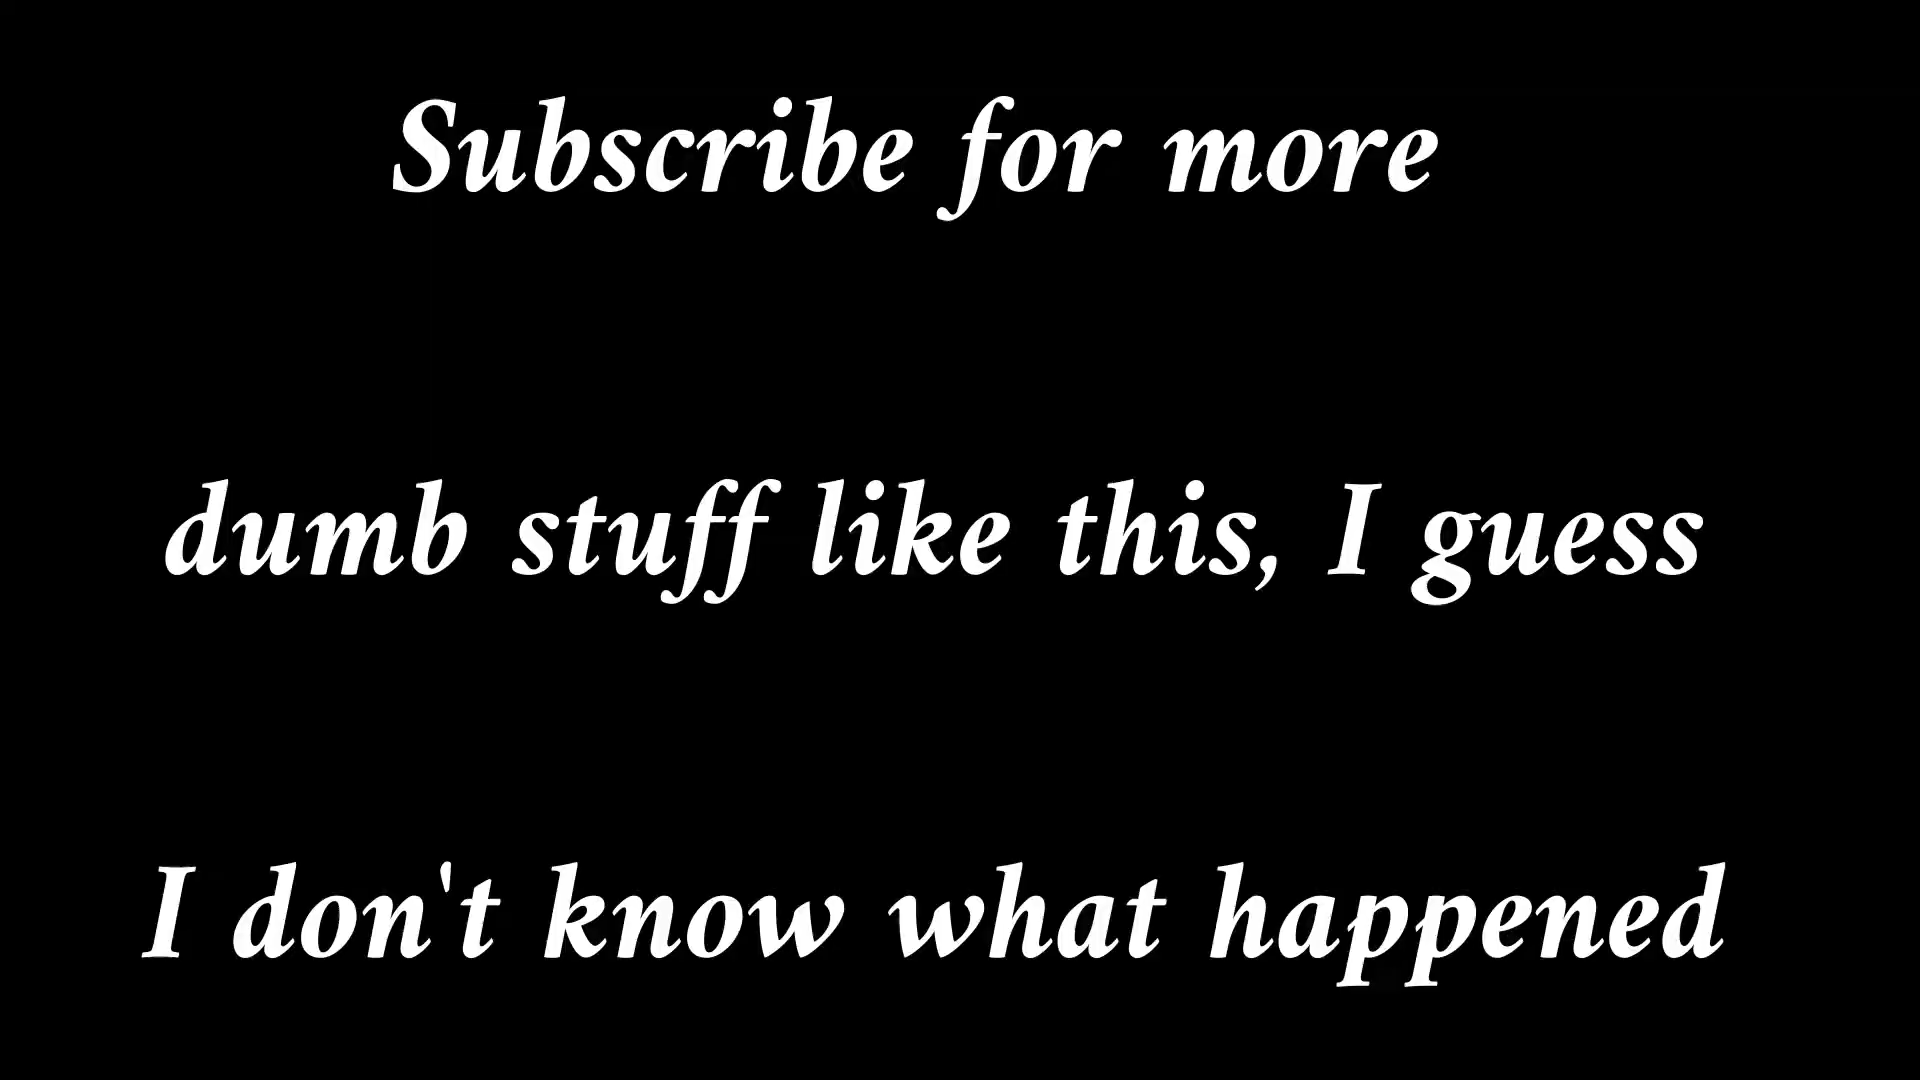 Subscribe for more
dumb stuff like this, I guess
I don't know what happened